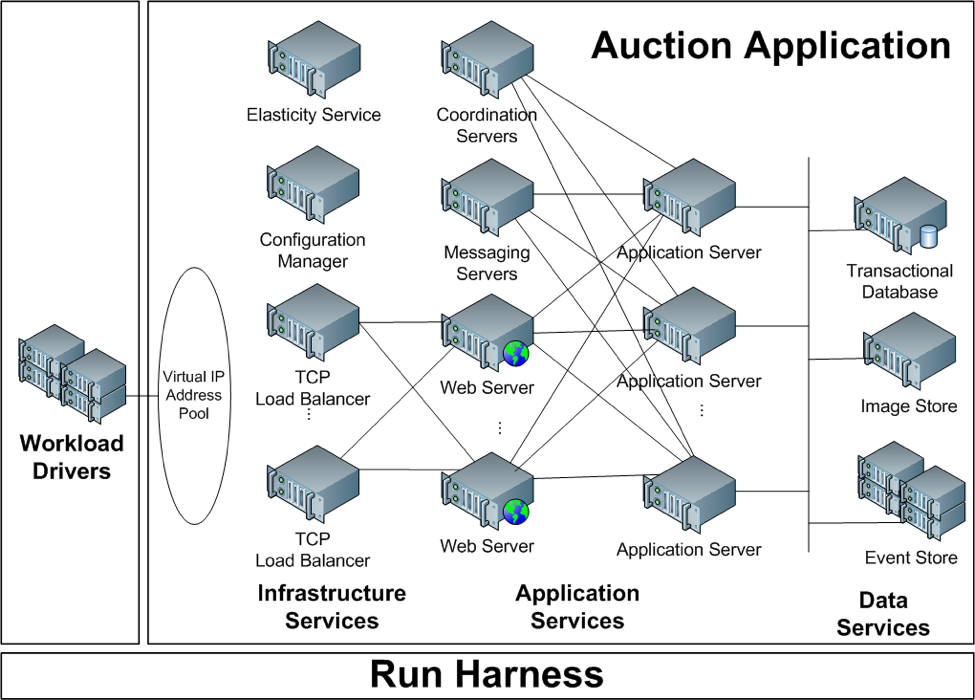 Auction Application
Elasticity Service
Coordination
Servers
Configuration
Manager
Messaging
Servers
Application Server
Transactional
Database
Virtual IP
Address
Pool
TCP
Load Balancer
⋮
Web Server
⋮
Application Server
⋮
Image Store
Workload
Drivers
TCP
Load Balancer
Web Server
Application Server
Event Store
Infrastructure
Services
Application
Services
Data
Services
Run Harness